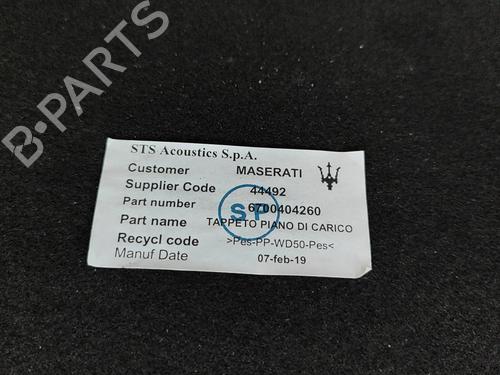 B·PARTS
STS Acoustics S.p.A.
Customer MASERATI
Supplier Code 44492
Part number 6700404260
SP
Part name TAPPETO PIANO DI CARICO
Recycl code >Pes-PP-WD50-Pes<
Manuf Date 07-feb-19